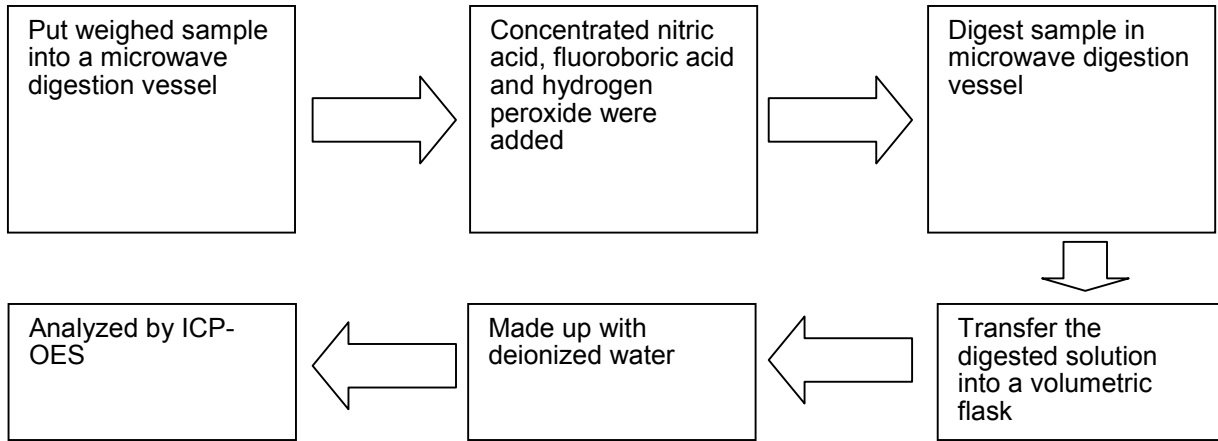 Put weighed sample
into a microwave
digestion vessel
Concentrated nitric
acid, fluoroboric acid
and hydrogen
peroxide were
added
Digest sample in
microwave digestion
vessel
Transfer the
digested solution
into a volumetric
flask
Made up with
deionized water
Analyzed by ICP-
OES